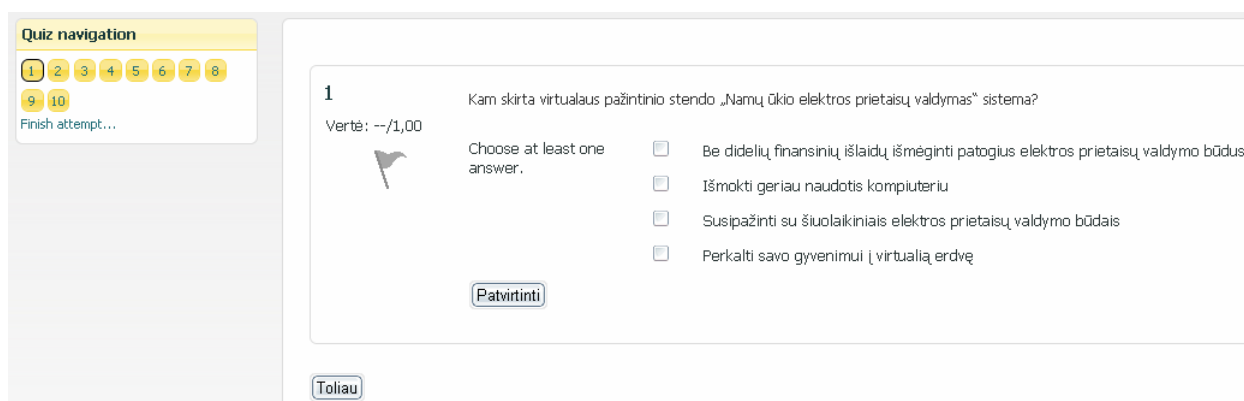 Quiz navigation
1 2 3 4 5 6 7 8
9 10
Finish attempt...
1
Vertė: --/1,00
Kam skirta virtualaus pažintinio stendo „Namų ūkio elektros prietaisų valdymas“ sistema?
Choose at least one
answer.
Be didelių finansinių išlaidų išmėginti patogius elektros prietaisų valdymo būdus
Išmokti geriau naudotis kompiuteriu
Susipažinti su šiuolaikiniais elektros prietaisų valdymo būdais
Perkalti savo gyvenimui į virtualią erdvę
Patvirtinti
Toliau